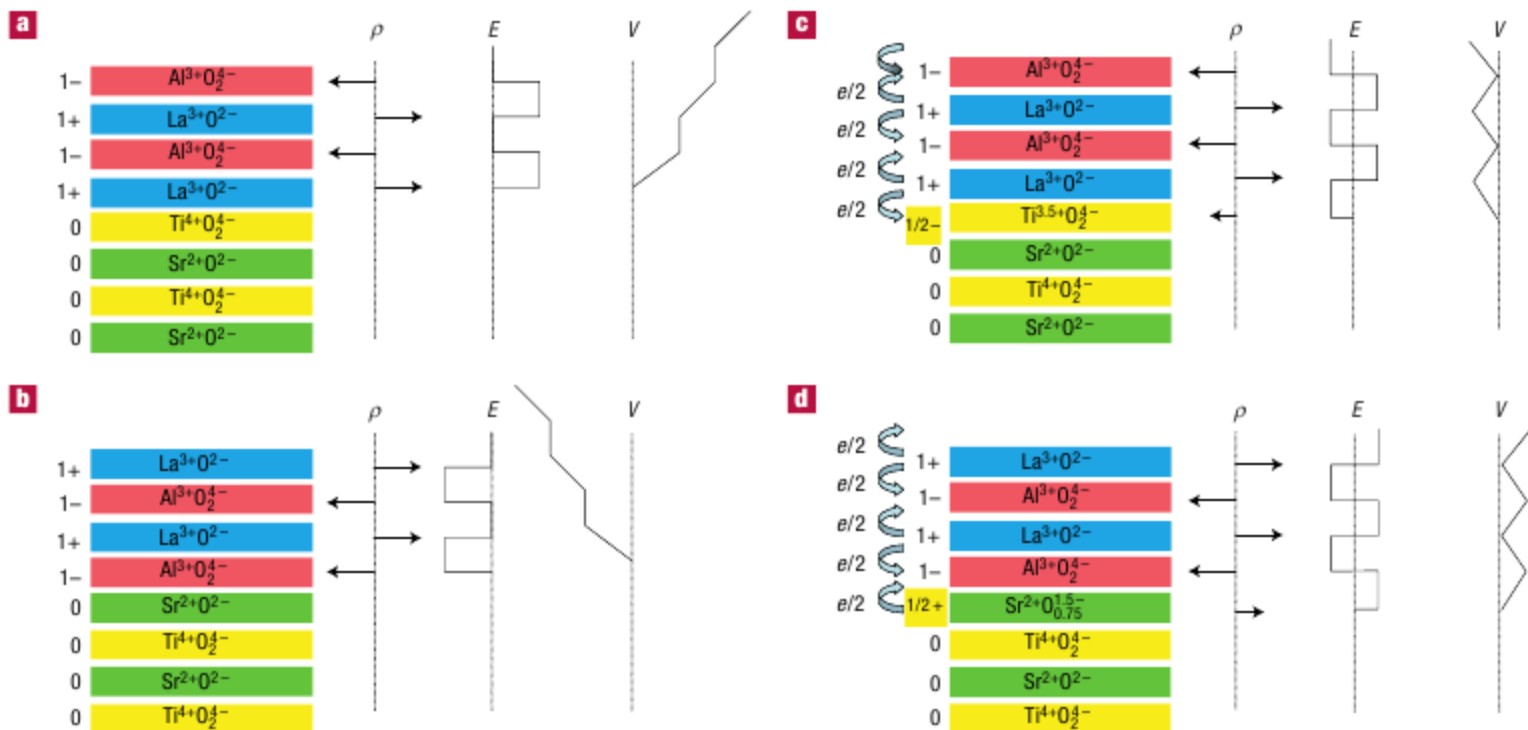 a
ρ E V
1– Al³⁺O₂⁴⁻
1+ La³⁺O²⁻
1– Al³⁺O₂⁴⁻
1+ La³⁺O²⁻
0 Ti⁴⁺O₂⁴⁻
0 Sr²⁺O²⁻
0 Ti⁴⁺O₂⁴⁻
0 Sr²⁺O²⁻
b
ρ E V
1+ La³⁺O²⁻
1– Al³⁺O₂⁴⁻
1+ La³⁺O²⁻
1– Al³⁺O₂⁴⁻
0 Sr²⁺O²⁻
0 Ti⁴⁺O₂⁴⁻
0 Sr²⁺O²⁻
0 Ti⁴⁺O₂⁴⁻
c
ρ E V
1– Al³⁺O₂⁴⁻
e/2
1+ La³⁺O²⁻
e/2
1– Al³⁺O₂⁴⁻
e/2
1+ La³⁺O²⁻
e/2
1/2– Ti³·⁵⁺O₂⁴⁻
0 Sr²⁺O²⁻
0 Ti⁴⁺O₂⁴⁻
0 Sr²⁺O²⁻
d
ρ E V
e/2
1+ La³⁺O²⁻
e/2
1– Al³⁺O₂⁴⁻
e/2
1+ La³⁺O²⁻
e/2
1– Al³⁺O₂⁴⁻
e/2 1/2+ Sr²⁺O₀.₇₅¹·⁵⁻
0 Ti⁴⁺O₂⁴⁻
0 Sr²⁺O²⁻
0 Ti⁴⁺O₂⁴⁻